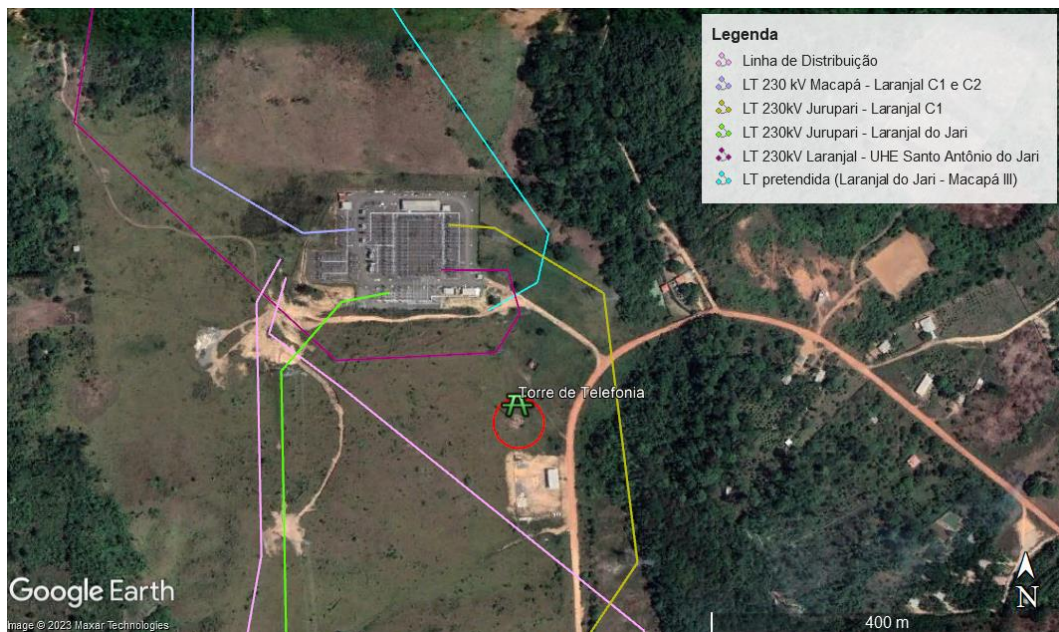 Legenda
Linha de Distribuição
LT 230 kV Macapá - Laranjal C1 e C2
LT 230kV Jurupari - Laranjal C1
LT 230kV Jurupari - Laranjal do Jari
LT 230kV Laranjal - UHE Santo Antônio do Jari
LT pretendida (Laranjal do Jari - Macapá III)
Torre de Telefonia
Google Earth
N
400 m
Image © 2023 Maxar Technologies